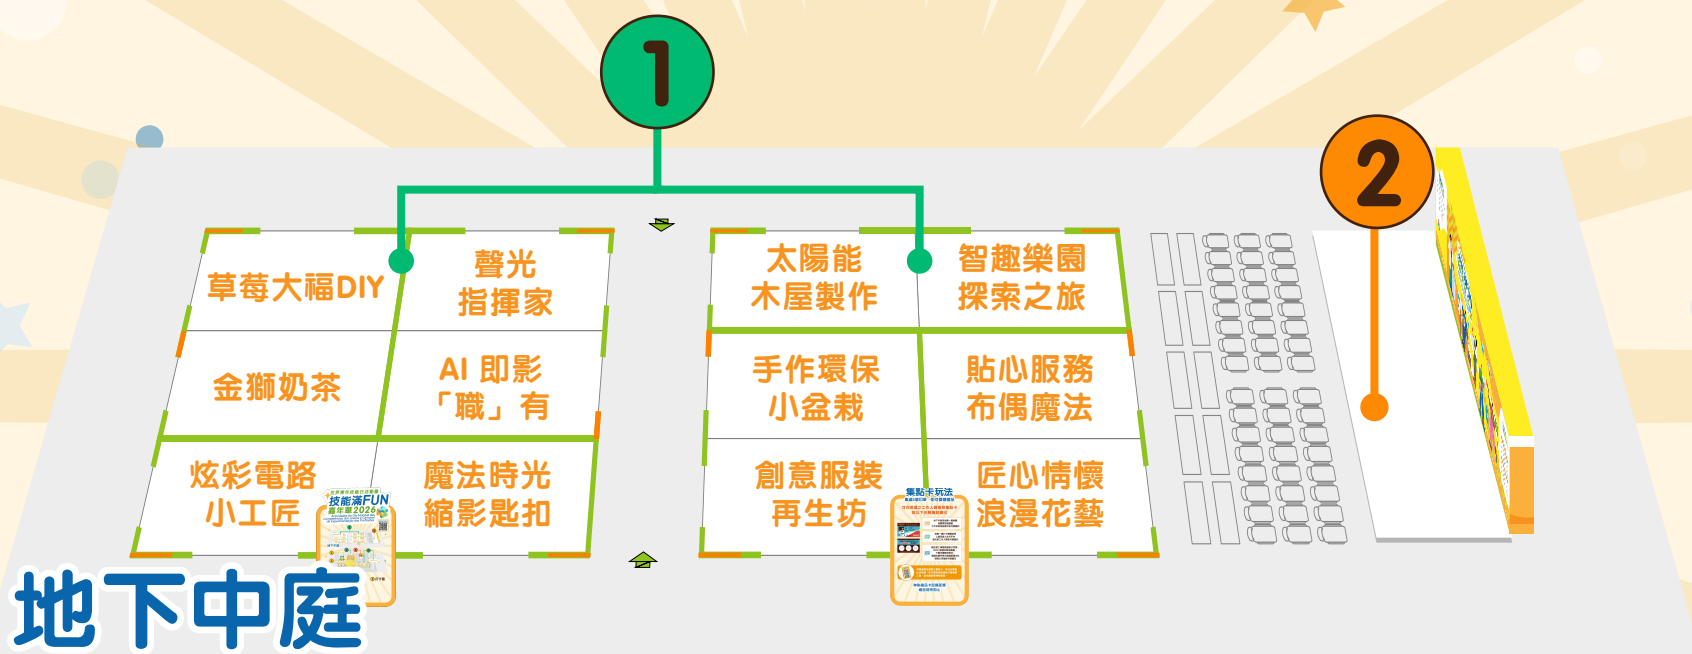 1
2
草莓大福DIY
聲光
指揮家
太陽能
木屋製作
智趣樂園
探索之旅
金獅奶茶
AI 即影
「職」有
手作環保
小盆栽
貼心服務
布偶魔法
炫彩電路
小工匠
魔法時光
縮影匙扣
創意服裝
再生坊
匠心情懷
浪漫花藝
技能滿FUN
嘉年華2026
集點卡玩法
地下中庭